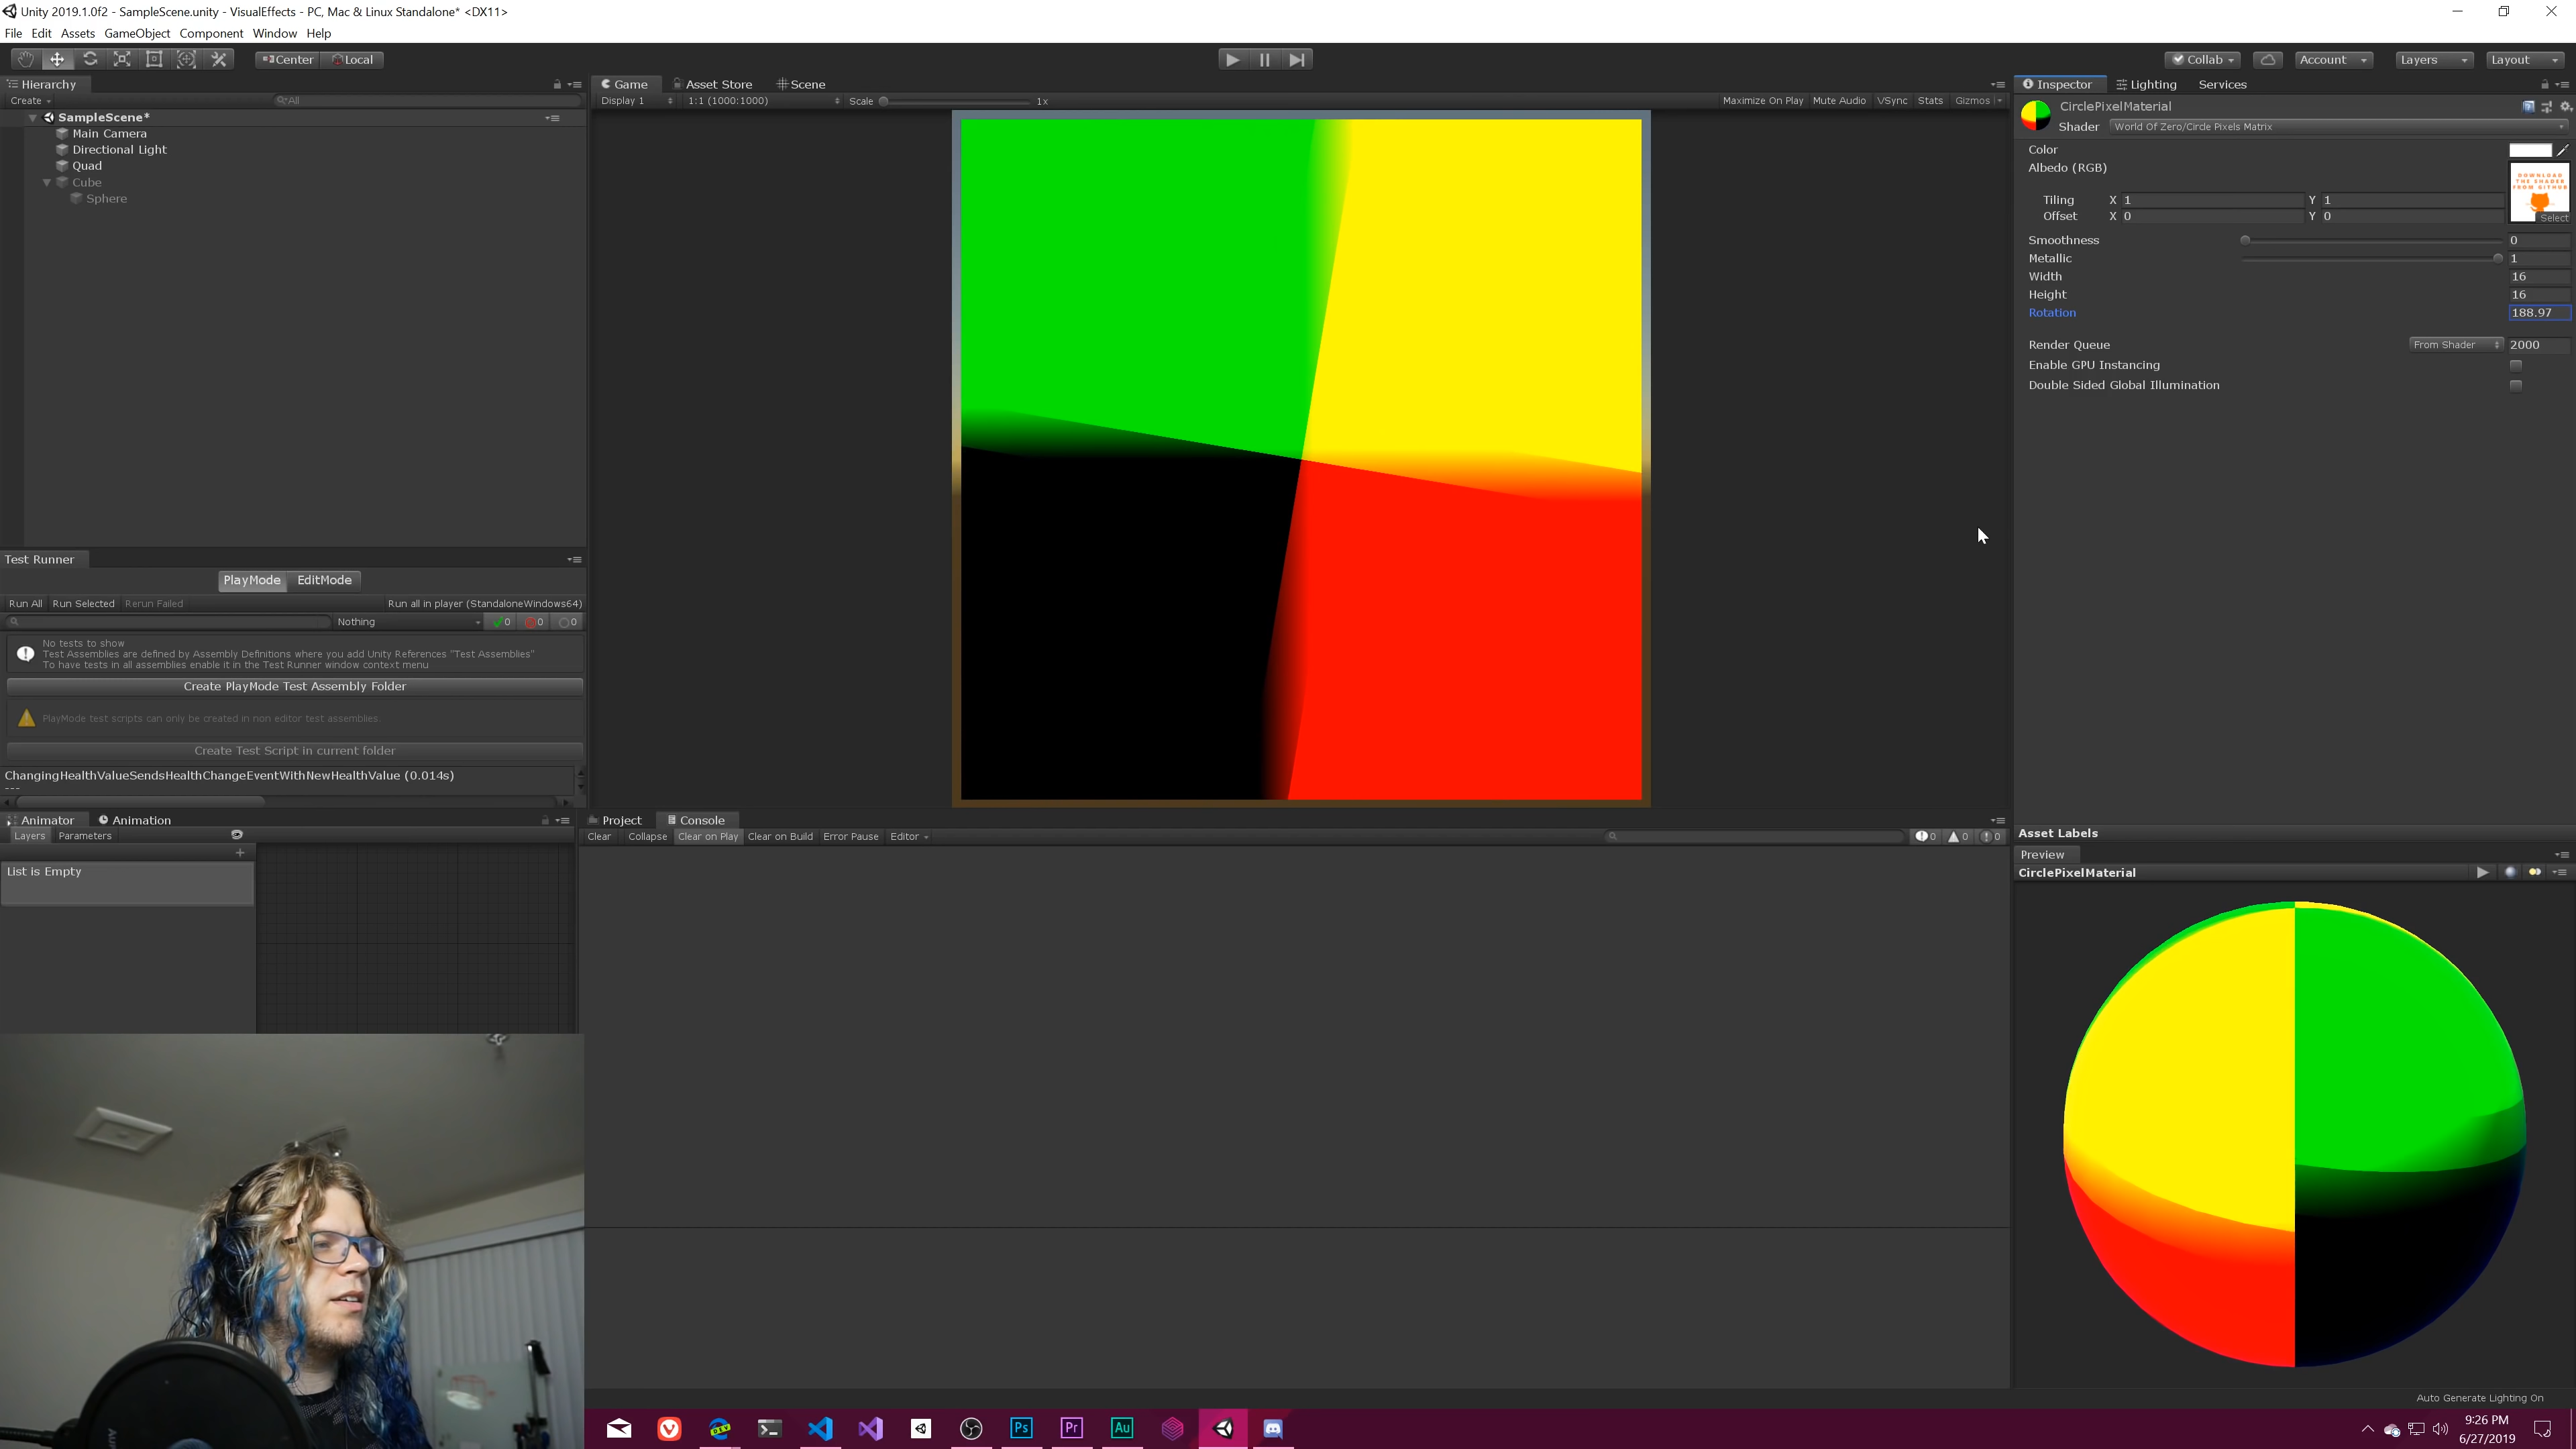 Unity 2019.1.0f2 - SampleScene.unity - VisualEffects - PC, Mac & Linux Standalone* <DX11>
File Edit Assets GameObject Component Window Help
Center Local
Collab Account Layers Layout
Hierarchy
Create All
SampleScene*
Main Camera
Directional Light
Quad
Cube
Sphere
Game Asset Store Scene
Display 1 1:1 (1000:1000) Scale 1x Maximize On Play Mute Audio VSync Stats Gizmos
Inspector Lighting Services
CirclePixelMaterial
Shader World Of Zero/Circle Pixels Matrix
Color
Albedo (RGB)
DOWNLOAD
THE SHADER
FROM GITHUB
Tiling X 1 Y 1
Offset X 0 Y 0
Select
Smoothness 0
Metallic 1
Width 16
Height 16
Rotation 188.97
Render Queue From Shader 2000
Enable GPU Instancing
Double Sided Global Illumination
Test Runner
PlayMode EditMode
Run All Run Selected Rerun Failed Run all in player (StandaloneWindows64)
Nothing 0 0 0
No tests to show
Test Assemblies are defined by Assembly Definitions where you add Unity References "Test Assemblies"
To have tests in all assemblies enable it in the Test Runner window context menu
Create PlayMode Test Assembly Folder
PlayMode test scripts can only be created in non editor test assemblies.
Create Test Script in current folder
ChangingHealthValueSendsHealthChangeEventWithNewHealthValue (0.014s)
---
Animator Animation
Layers Parameters
List is Empty
Project Console
Clear Collapse Clear on Play Clear on Build Error Pause Editor 0 0 0
Asset Labels
Preview
CirclePixelMaterial
Auto Generate Lighting On
DEV
Ps Pr Au
9:26 PM
6/27/2019